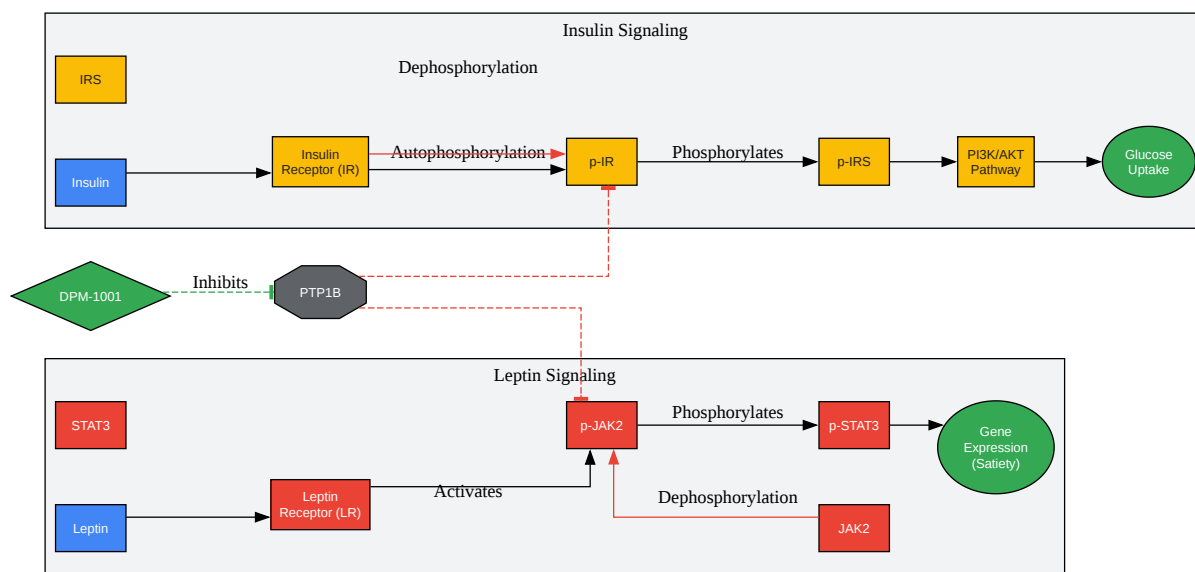 Insulin Signaling
IRS
Dephosphorylation
Insulin
Insulin
Receptor (IR)
Autophosphorylation
p-IR
Phosphorylates
p-IRS
PI3K/AKT
Pathway
Glucose
Uptake
DPM-1001
Inhibits
PTP1B
Leptin Signaling
STAT3
p-JAK2
Phosphorylates
p-STAT3
Gene
Expression
(Satiety)
Leptin
Leptin
Receptor (LR)
Activates
Dephosphorylation
JAK2